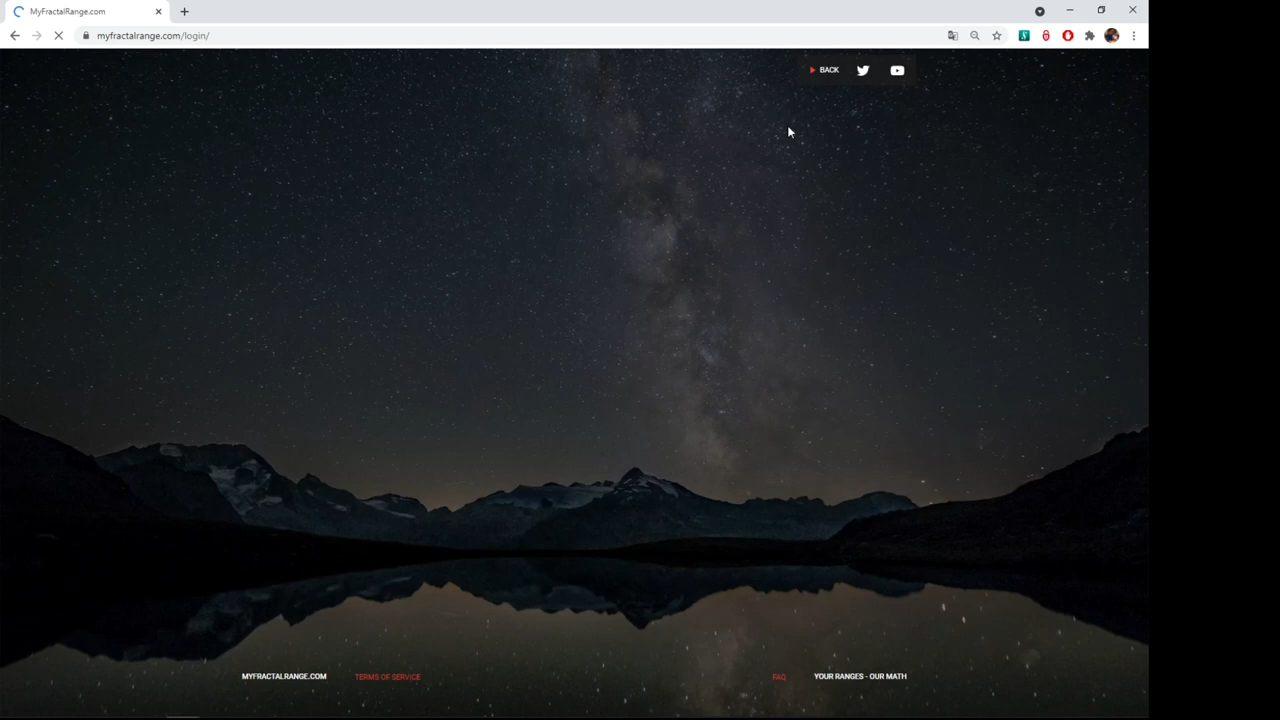 MyFractalRange.com
myfractalrange.com/login/
BACK
MYFRACTALRANGE.COM
TERMS OF SERVICE
FAQ
YOUR RANGES - OUR MATH